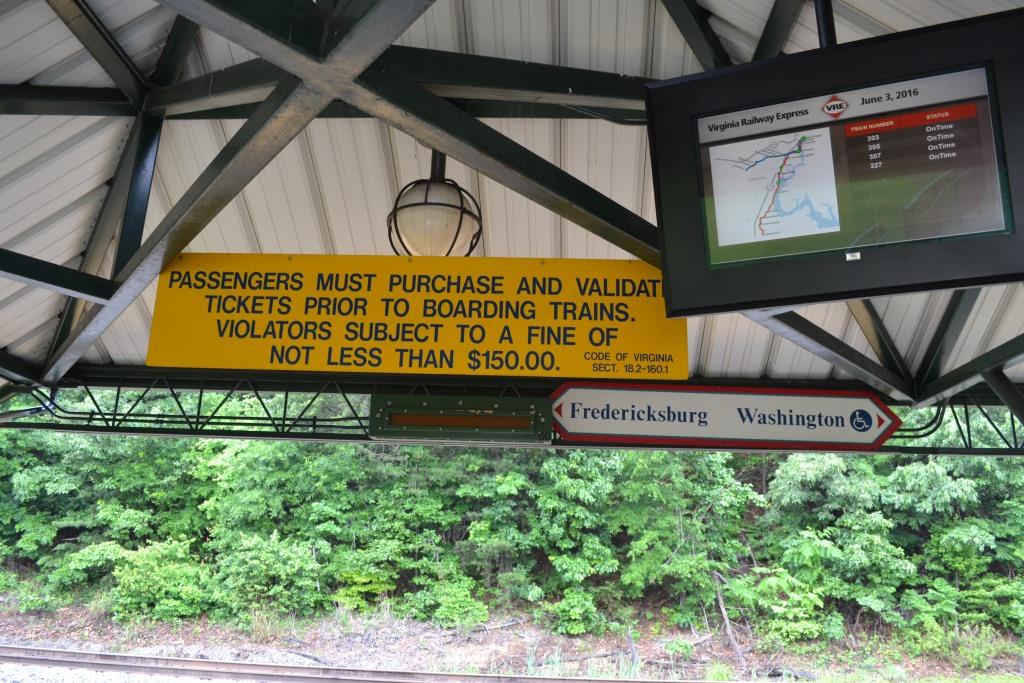 PASSENGERS MUST PURCHASE AND VALIDAT
TICKETS PRIOR TO BOARDING TRAINS.
VIOLATORS SUBJECT TO A FINE OF
NOT LESS THAN $150.00.
CODE OF VIRGINIA
SECT. 18.2-160.1
Virginia Railway Express VRE June 3, 2016
TRAIN NUMBER STATUS
303 OnTime
305 OnTime
307 OnTime
327 OnTime
Fredericksburg Washington